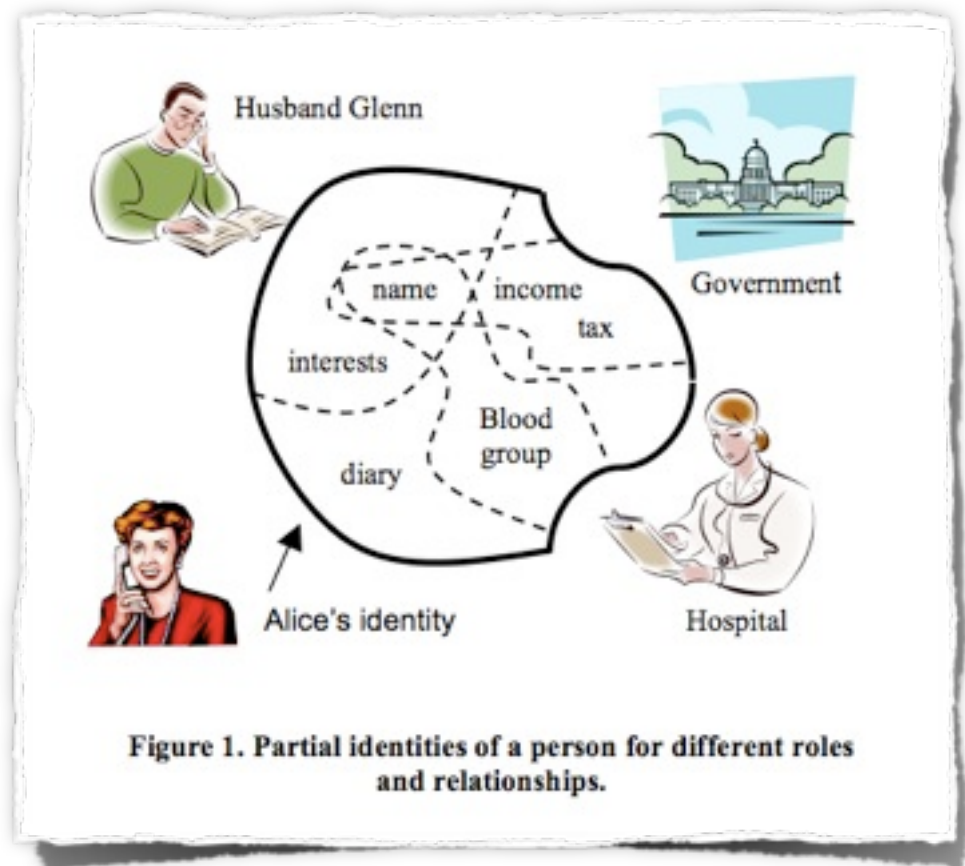 Husband Glenn
Government
name
income
tax
interests
Blood
group
diary
Alice's identity
Hospital
Figure 1. Partial identities of a person for different roles
and relationships.